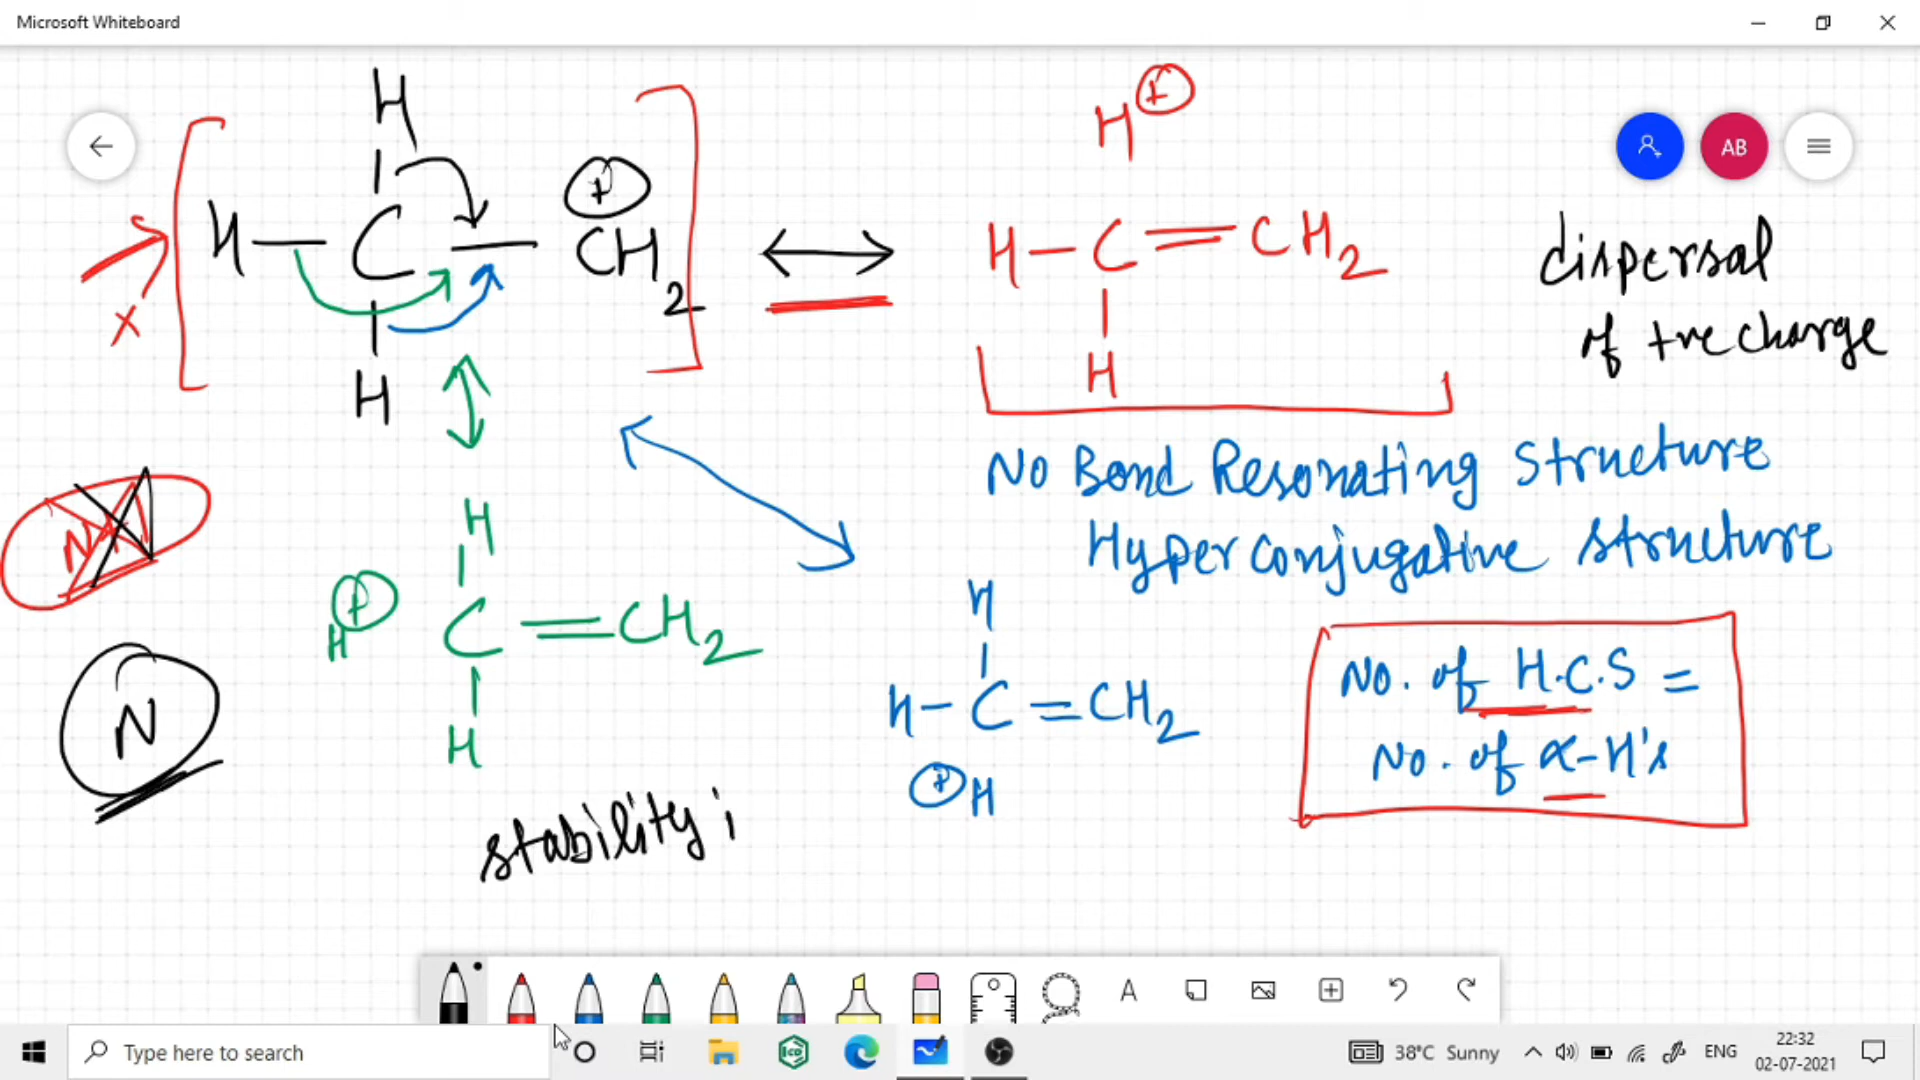 Microsoft Whiteboard
H
H — C — CH2
+
H
H +
H — C = CH2
H
AB
dispersal
of +ve charge
X
No Bond Resonating Structure
Hyperconjugative structure
H
H + C = CH2
H
H
H — C = CH2
+ H
N
No. of H.C.S =
No. of α-H's
stability ;
A
Type here to search
38°C Sunny
ENG
22:32
02-07-2021